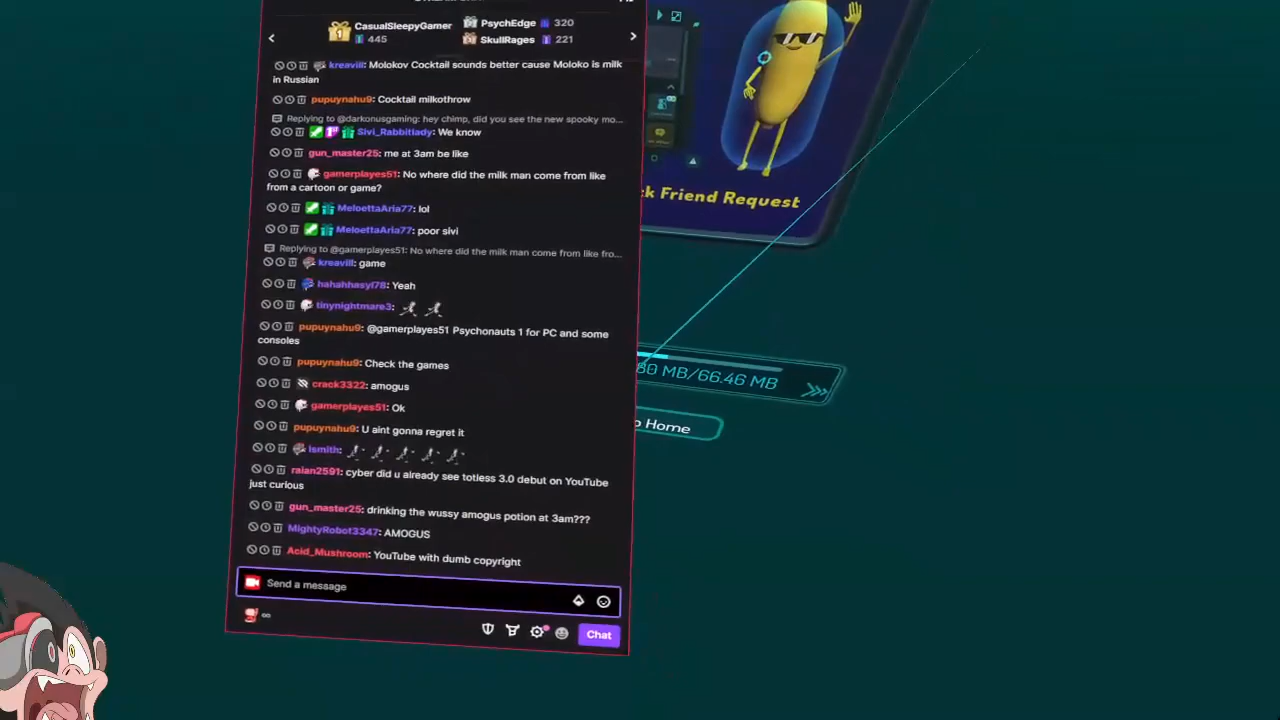 CasualSleepyGamer
445
PsychEdge 320
SkullRages 221
kreavill: Molokov Cocktail sounds better cause Moloko is milk
in Russian
pupuynahu9: Cocktail milkothrow
Replying to @darkonusgaming: hey chimp, did you see the new spooky mo...
Sivi_Rabbitlady: We know
gun_master25: me at 3am be like
gamerplayes51: No where did the milk man come from like
from a cartoon or game?
MeloettaAria77: lol
MeloettaAria77: poor sivi
Replying to @gamerplayes51: No where did the milk man come from like fro...
kreavill: game
hahahhasyl78: Yeah
tinynightmare3:
pupuynahu9: @gamerplayes51 Psychonauts 1 for PC and some
consoles
pupuynahu9: Check the games
crack3322: amogus
gamerplayes51: Ok
pupuynahu9: U aint gonna regret it
lsmith:
raian2591: cyber did u already see totless 3.0 debut on YouTube
just curious
gun_master25: drinking the wussy amogus potion at 3am???
MightyRobot3347: AMOGUS
Acid_Mushroom: YouTube with dumb copyright
Send a message
Chat
ck Friend Request
80 MB/66.46 MB
o Home